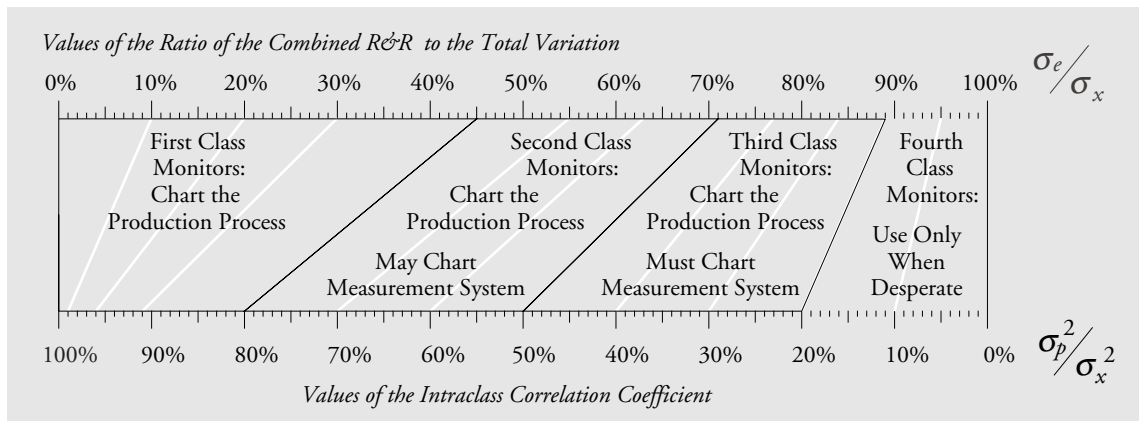 Values of the Ratio of the Combined R&R to the Total Variation
0% 10% 20% 30% 40% 50% 60% 70% 80% 90% 100%
σe/σx
First Class
Monitors:
Chart the
Production Process
Second Class
Monitors:
Chart the
Production Process
May Chart
Measurement System
Third Class
Monitors:
Chart the
Production Process
Must Chart
Measurement System
Fourth
Class
Monitors:
Use Only
When
Desperate
100% 90% 80% 70% 60% 50% 40% 30% 20% 10% 0%
σp²/σx²
Values of the Intraclass Correlation Coefficient